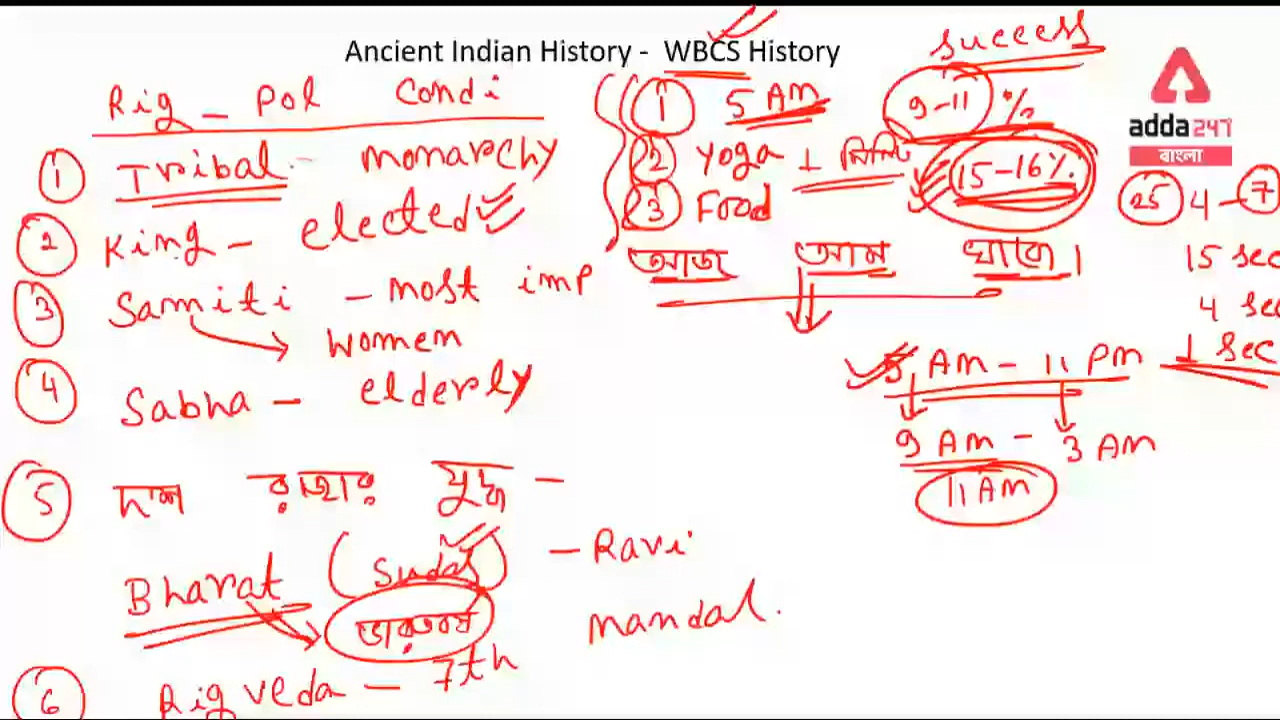 Ancient Indian History - WBCS History
success
adda247
বাংলা
Rig - Pol Condi
① Tribal - monarchy
② King - elected
③ Samiti - most imp
women
④ Sabha - elderly
⑤ দশ রাজার যুদ্ধ -
Bharat (Sudas) - Ravi
ভারতবর্ষ
mandal.
⑥ Rigveda - 7th
① 5 AM
② Yoga
③ Food
9-11 %
15-16%.
আজ আম খাবো।
25 4-7
15 sec
4 sec
1 sec
5 AM - 11 PM
9 AM - 3 AM
11 AM